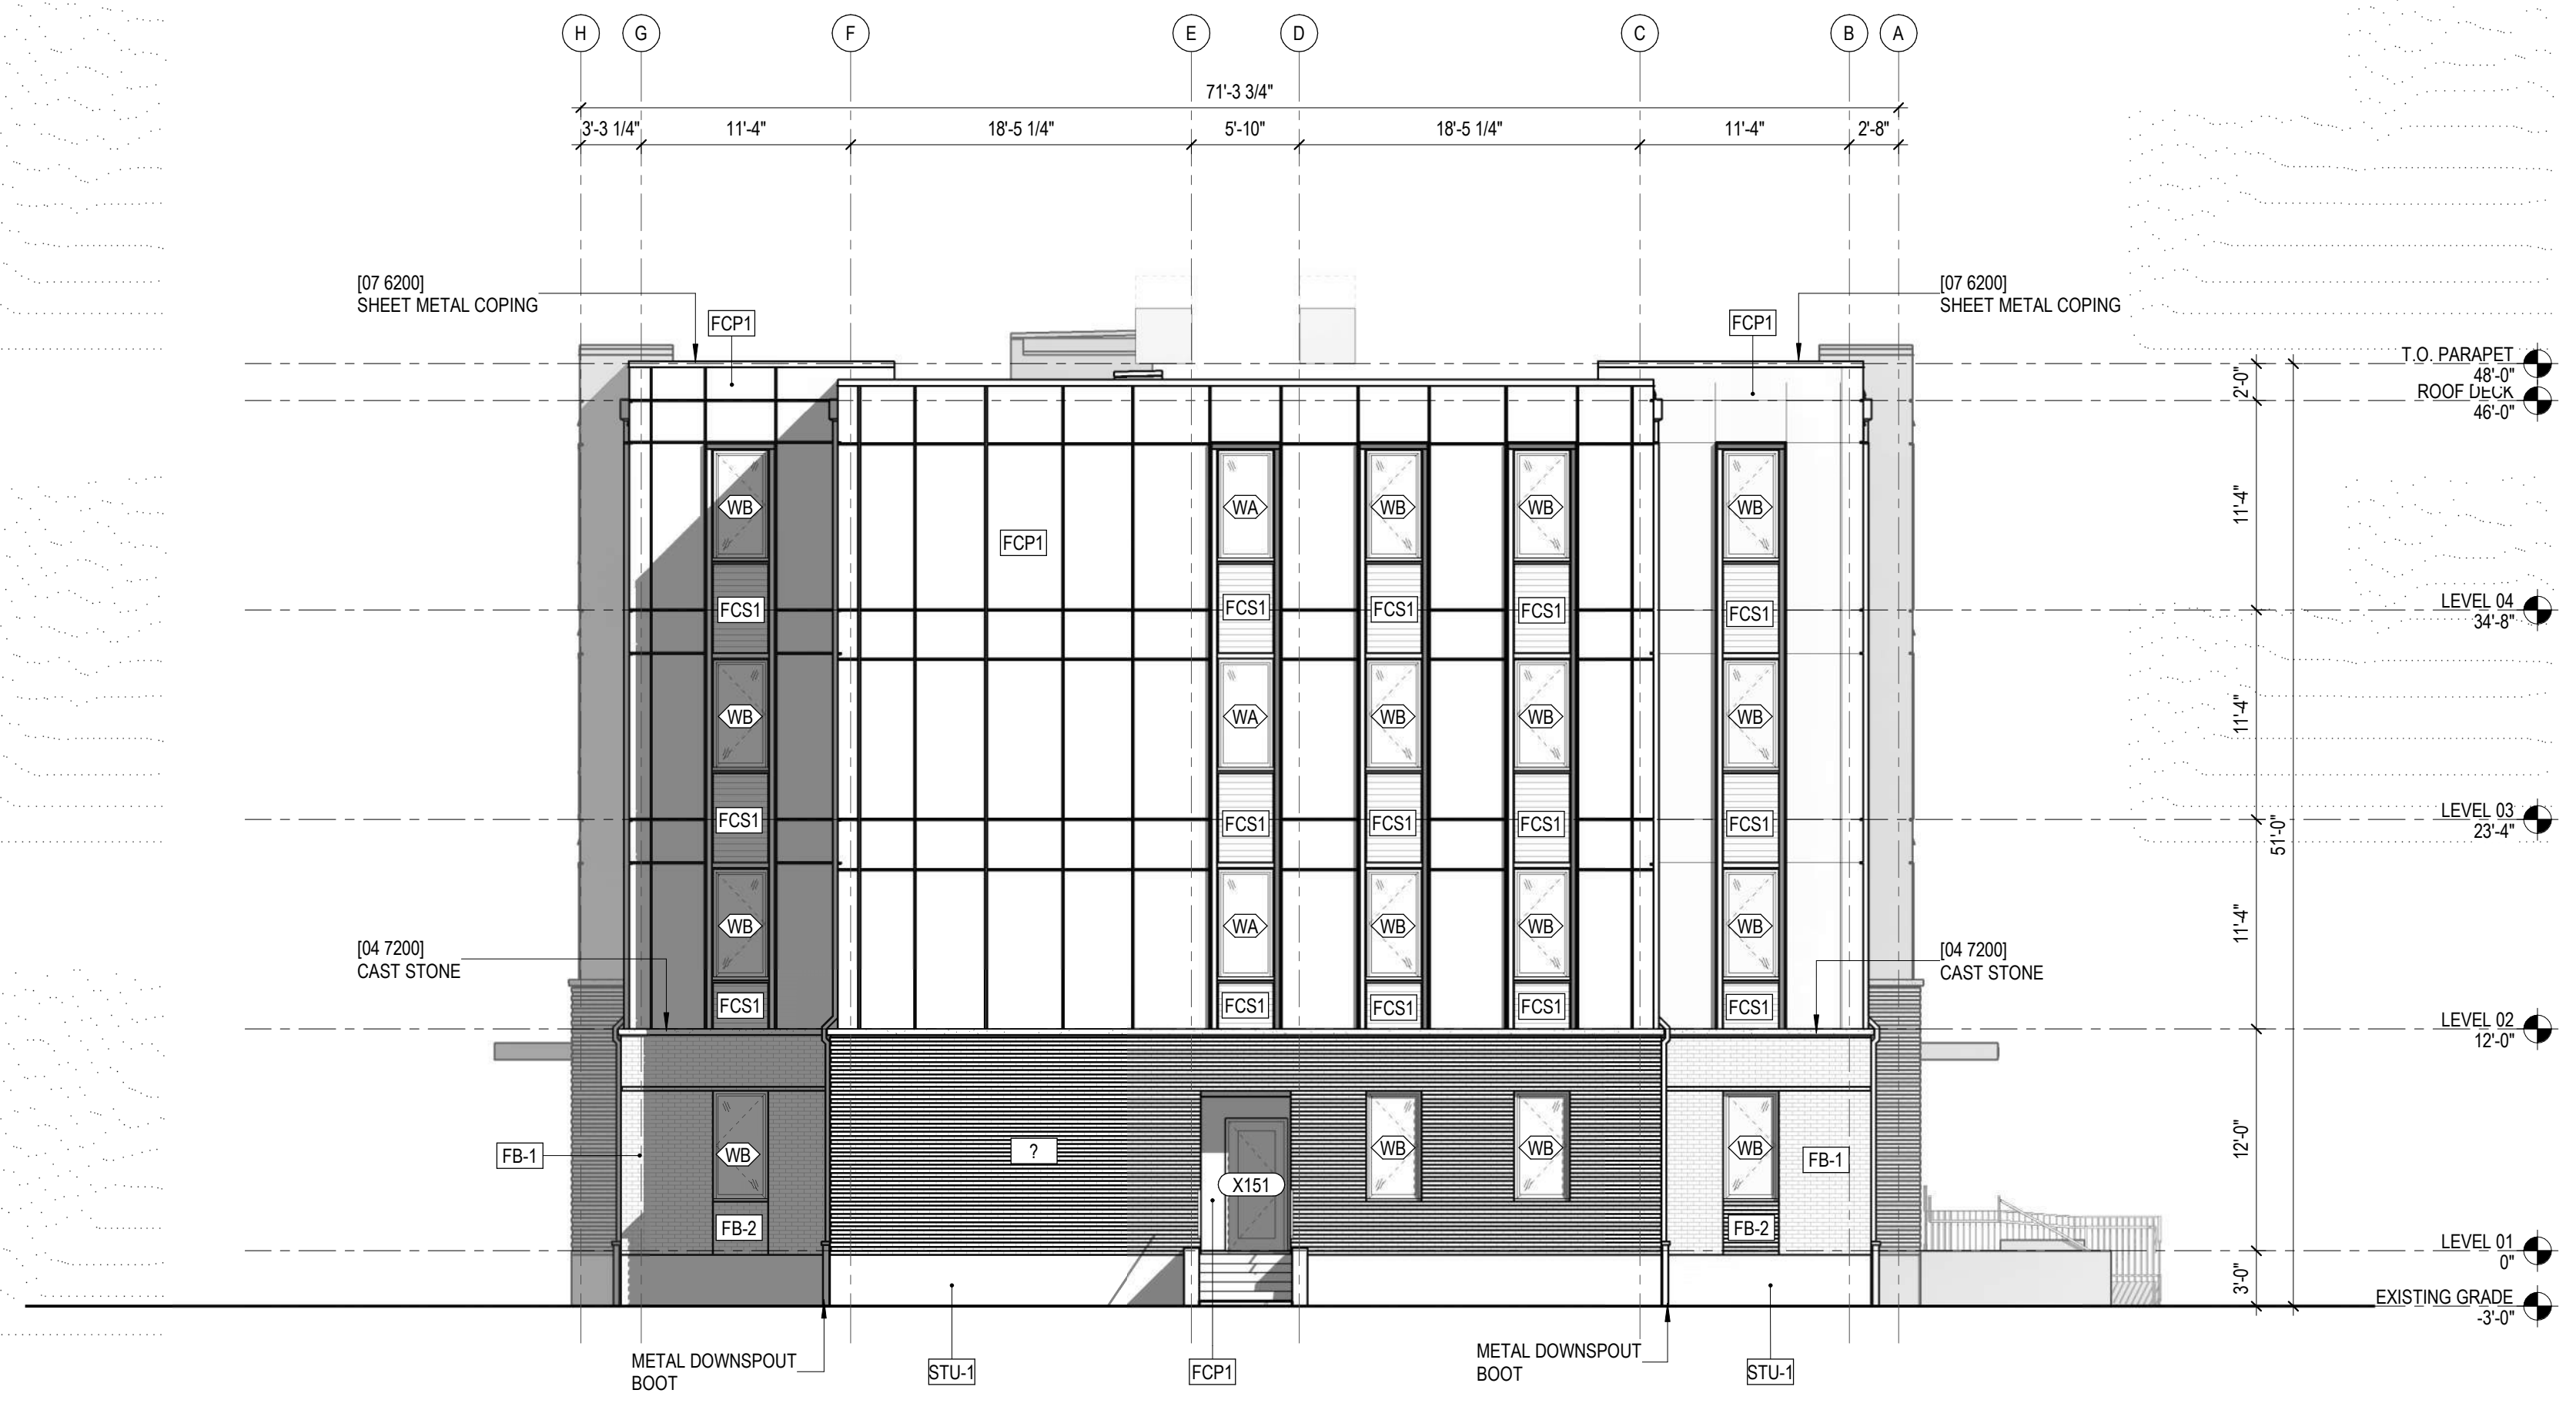 H G F E D C B A
71'-3 3/4"
3'-3 1/4" 11'-4" 18'-5 1/4" 5'-10" 18'-5 1/4" 11'-4" 2'-8"
[07 6200]
SHEET METAL COPING
FCP1
FCP1
[07 6200]
SHEET METAL COPING
T.O. PARAPET
48'-0"
2'-0"
ROOF DECK
46'-0"
WB WA WB WB WB
11'-4"
FCP1
FCS1 FCS1 FCS1 FCS1 FCS1
LEVEL 04
34'-8"
WB WA WB WB WB
11'-4"
FCS1 FCS1 FCS1 FCS1 FCS1
LEVEL 03
23'-4"
51'-0"
WB WA WB WB WB
11'-4"
[04 7200]
CAST STONE
[04 7200]
CAST STONE
FCS1 FCS1 FCS1 FCS1 FCS1
LEVEL 02
12'-0"
FB-1
WB
?
WB WB WB
FB-1
12'-0"
X151
FB-2
FB-2
LEVEL 01
0"
3'-0"
EXISTING GRADE
-3'-0"
METAL DOWNSPOUT
BOOT
STU-1
FCP1
METAL DOWNSPOUT
BOOT
STU-1